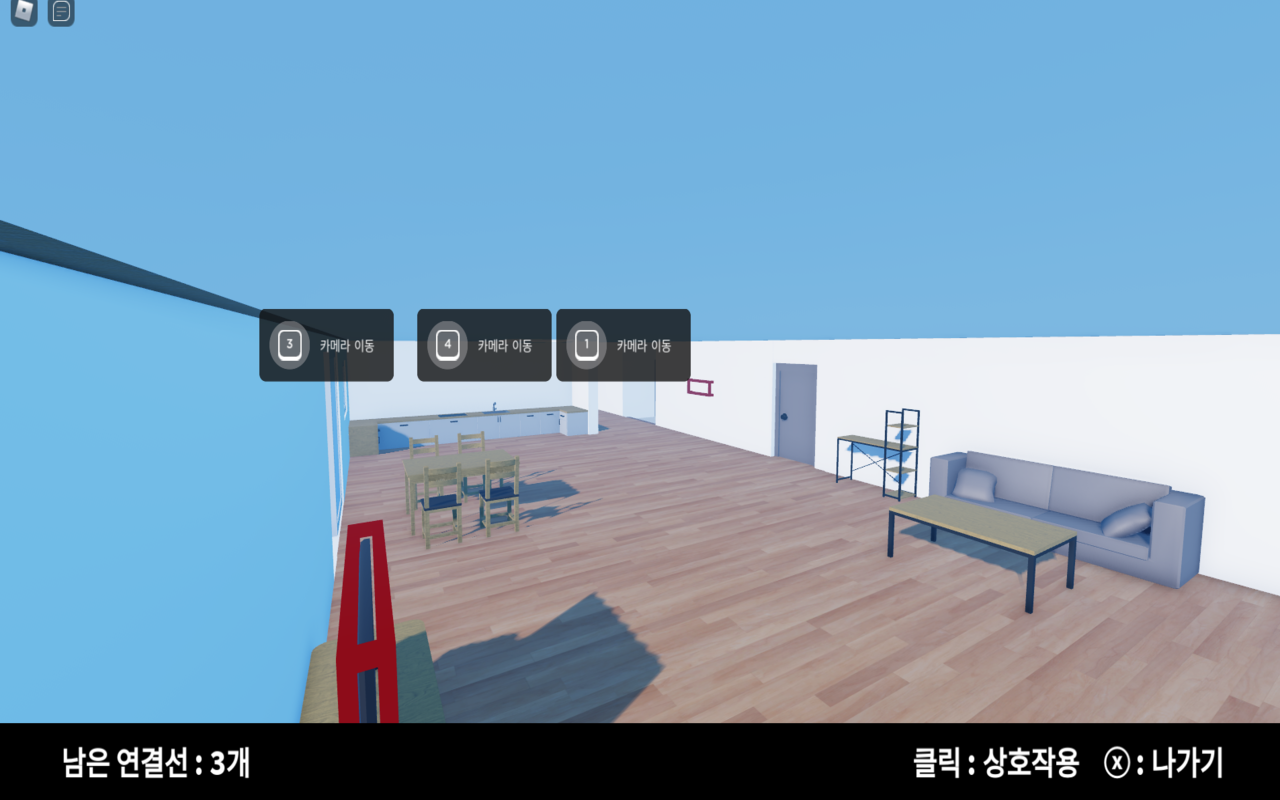 3 카메라 이동
4 카메라 이동
1 카메라 이동
남은 연결선 : 3개
클릭 : 상호작용 ⓧ : 나가기